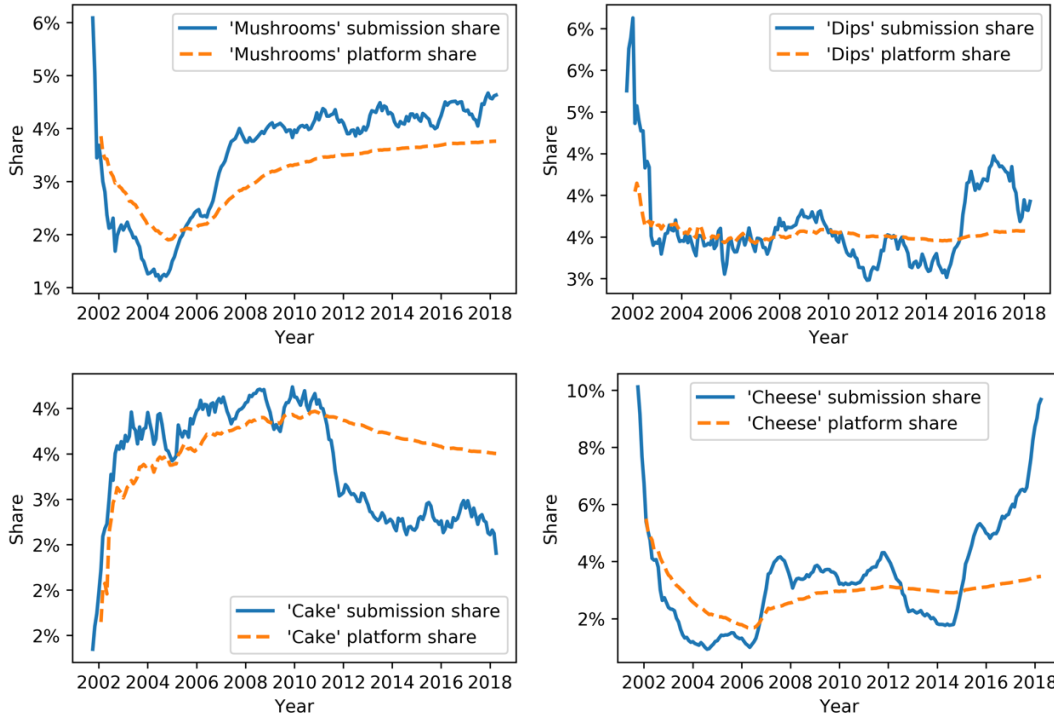 6%
5%
4%
3%
2%
1%
Share
'Mushrooms' submission share
'Mushrooms' platform share
2002 2004 2006 2008 2010 2012 2014 2016 2018
Year
6%
6%
5%
4%
4%
4%
3%
Share
'Dips' submission share
'Dips' platform share
2002 2004 2006 2008 2010 2012 2014 2016 2018
Year
4%
4%
3%
2%
2%
2%
Share
'Cake' submission share
'Cake' platform share
2002 2004 2006 2008 2010 2012 2014 2016 2018
Year
10%
8%
6%
4%
2%
Share
'Cheese' submission share
'Cheese' platform share
2002 2004 2006 2008 2010 2012 2014 2016 2018
Year